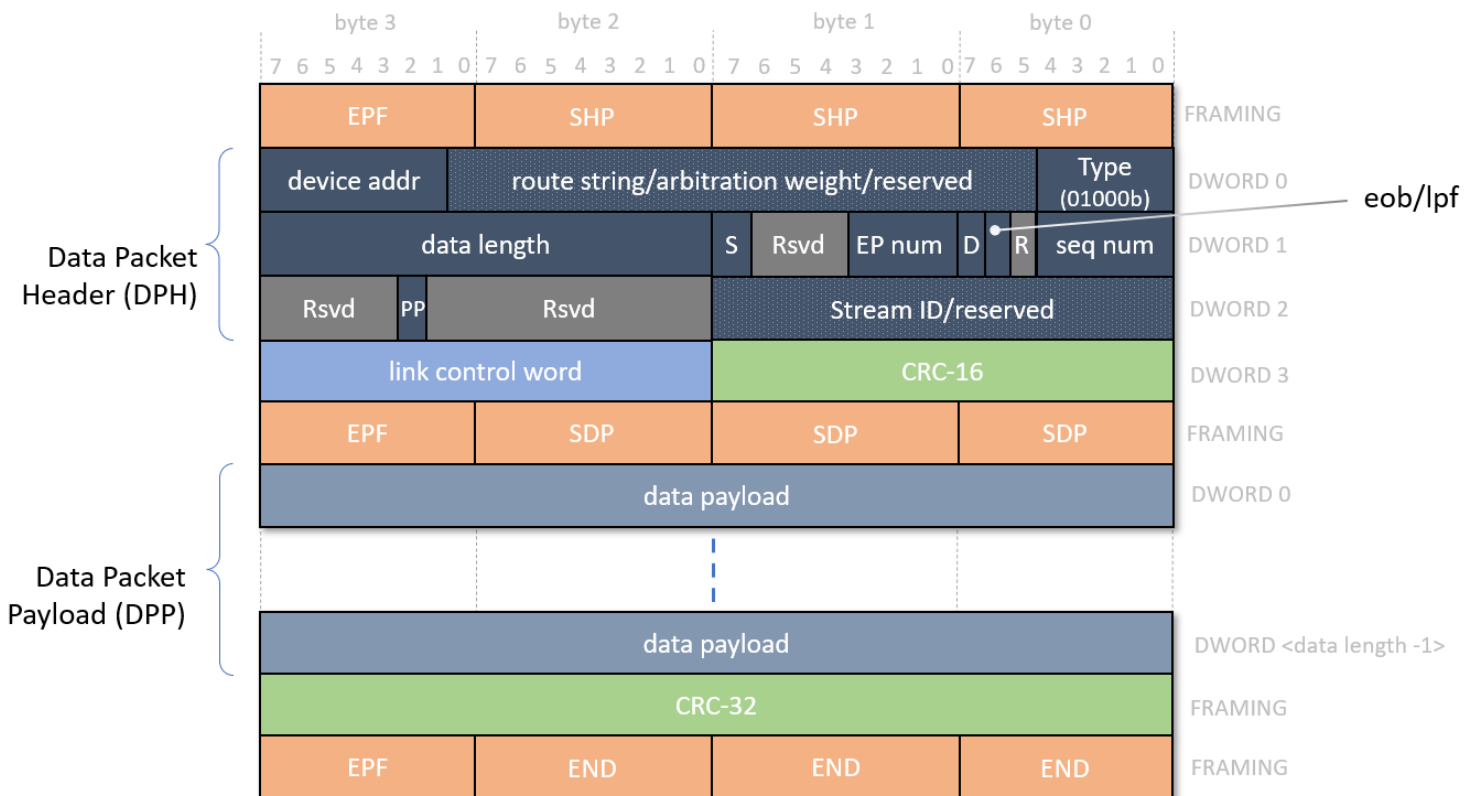 byte 3 byte 2 byte 1 byte 0
7 6 5 4 3 2 1 0 7 6 5 4 3 2 1 0 7 6 5 4 3 2 1 0 7 6 5 4 3 2 1 0
EPF SHP SHP SHP FRAMING
device addr route string/arbitration weight/reserved Type DWORD 0
(01000b)
eob/lpf
data length S Rsvd EP num D R seq num DWORD 1
Data Packet
Header (DPH)
Rsvd PP Rsvd Stream ID/reserved DWORD 2
link control word CRC-16 DWORD 3
EPF SDP SDP SDP FRAMING
data payload DWORD 0
Data Packet
Payload (DPP)
data payload DWORD <data length -1>
CRC-32 FRAMING
EPF END END END FRAMING